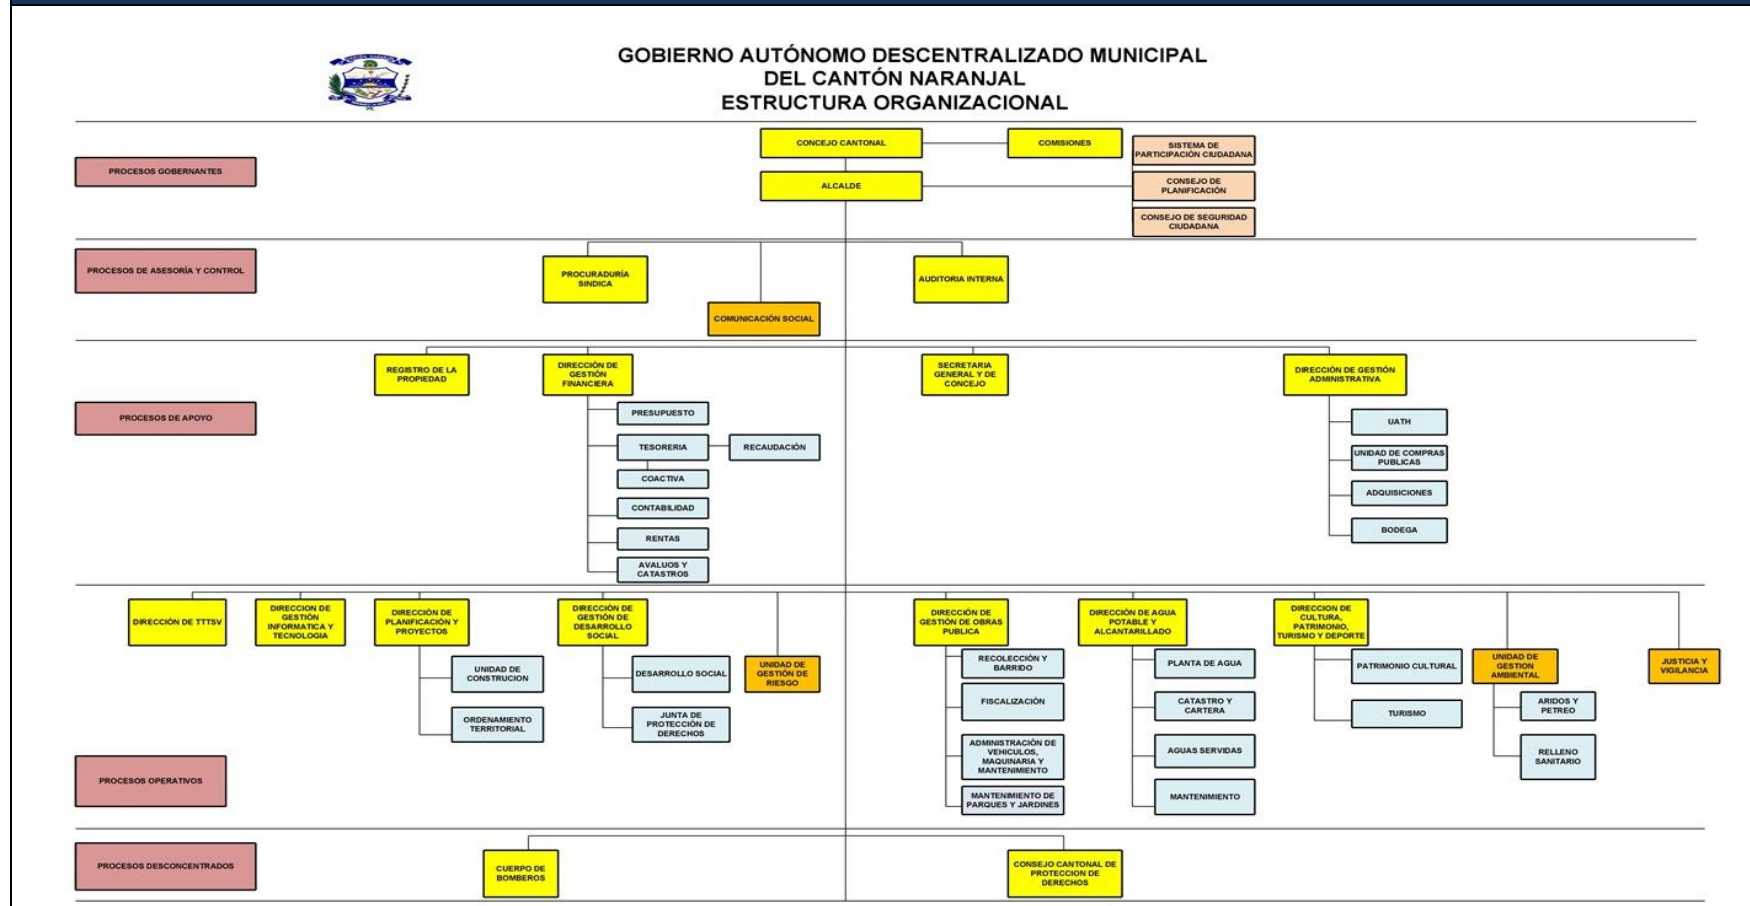 GOBIERNO AUTÓNOMO DESCENTRALIZADO MUNICIPAL
DEL CANTÓN NARANJAL
ESTRUCTURA ORGANIZACIONAL
PROCESOS GOBERNANTES
CONCEJO CANTONAL
COMISIONES
SISTEMA DE
PARTICIPACIÓN CIUDADANA
ALCALDE
CONSEJO DE
PLANIFICACIÓN
CONSEJO DE SEGURIDAD
CIUDADANA
PROCESOS DE ASESORÍA Y CONTROL
PROCURADURÍA
SINDICA
AUDITORIA INTERNA
COMUNICACIÓN SOCIAL
PROCESOS DE APOYO
REGISTRO DE LA
PROPIEDAD
DIRECCIÓN DE
GESTIÓN
FINANCIERA
SECRETARIA
GENERAL Y DE
CONCEJO
DIRECCIÓN DE GESTIÓN
ADMINISTRATIVA
PRESUPUESTO
TESORERIA
RECAUDACIÓN
COACTIVA
CONTABILIDAD
RENTAS
AVALUOS Y
CATASTROS
UATH
UNIDAD DE COMPRAS
PUBLICAS
ADQUISICIONES
BODEGA
PROCESOS OPERATIVOS
DIRECCIÓN DE TTTSV
DIRECCION DE
GESTIÓN
INFORMATICA Y
TECNOLOGIA
DIRECCIÓN DE
PLANIFICACIÓN Y
PROYECTOS
UNIDAD DE
CONSTRUCION
ORDENAMIENTO
TERRITORIAL
DIRECCIÓN DE
GESTIÓN DE
DESARROLLO
SOCIAL
DESARROLLO SOCIAL
JUNTA DE
PROTECCIÓN DE
DERECHOS
UNIDAD DE
GESTIÓN DE
RIESGO
DIRECCIÓN DE
GESTIÓN DE OBRAS
PUBLICA
RECOLECCIÓN Y
BARRIDO
FISCALIZACIÓN
ADMINISTRACIÓN DE
VEHICULOS,
MAQUINARIA Y
MANTENIMIENTO
MANTENIMIENTO DE
PARQUES Y JARDINES
DIRECCIÓN DE AGUA
POTABLE Y
ALCANTARILLADO
PLANTA DE AGUA
CATASTRO Y
CARTERA
AGUAS SERVIDAS
MANTENIMIENTO
DIRECCION DE
CULTURA,
PATRIMONIO,
TURISMO Y DEPORTE
PATRIMONIO CULTURAL
TURISMO
UNIDAD DE
GESTION
AMBIENTAL
ARIDOS Y
PETREO
RELLENO
SANITARIO
JUSTICIA Y
VIGILANCIA
PROCESOS DESCONCENTRADOS
CUERPO DE
BOMBEROS
CONSEJO CANTONAL DE
PROTECCION DE
DERECHOS